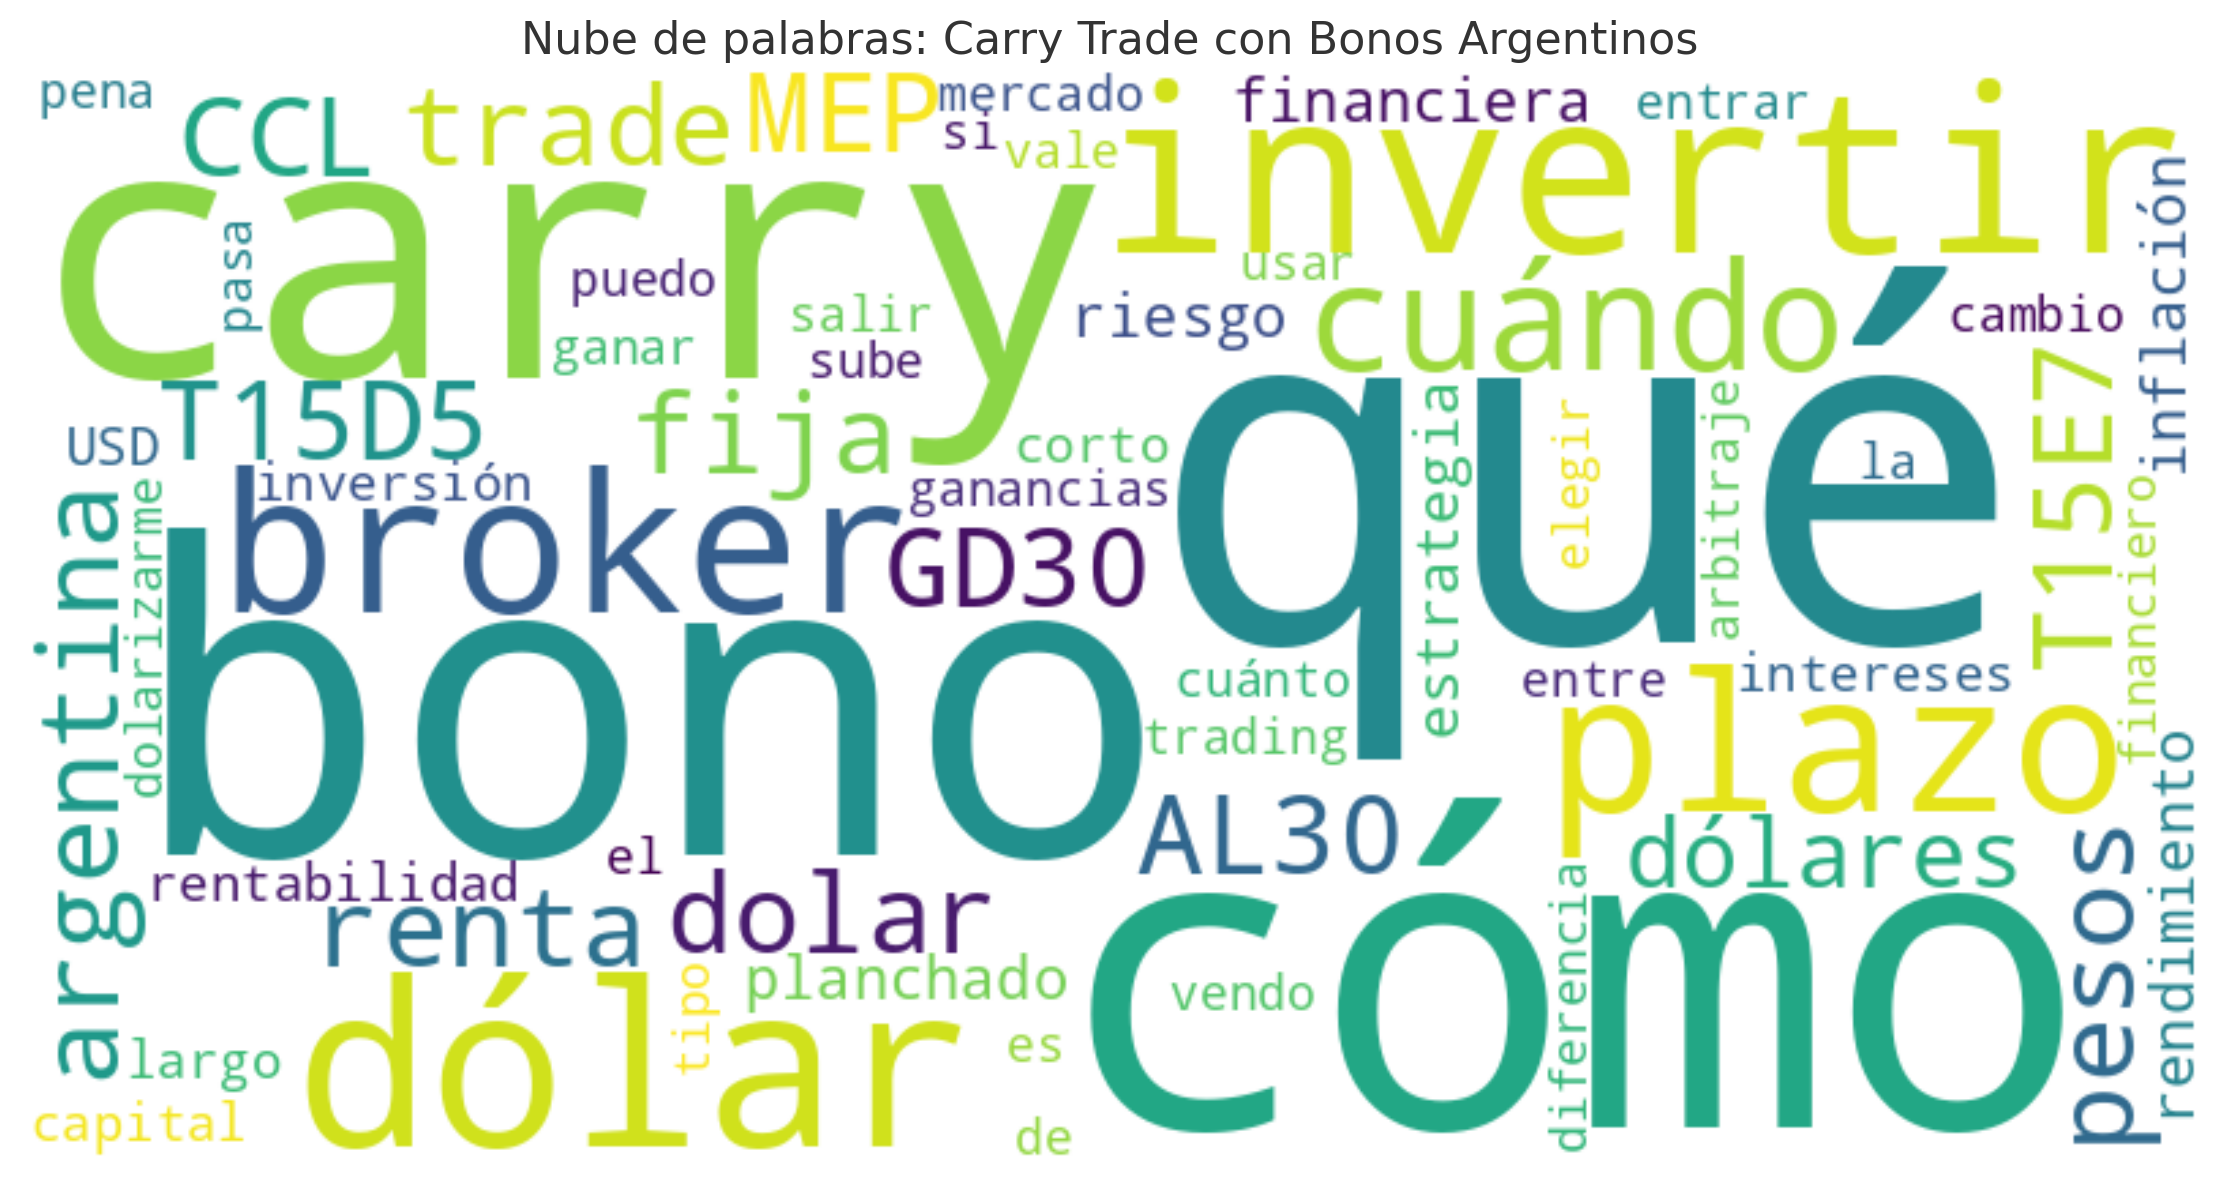 Nube de palabras: Carry Trade con Bonos Argentinos
pena
CCL
trade
MEP
mercado
sí
vale
invertir
financiera
entrar
carry
pasa
puedo
salir
ganar
sube
riesgo
usar
cuándo
cambio
inflación
T15D5
USD
fija
corto
qué
estrategia
elegir
arbitraje
la
T15E7
inversión
broker
ganancias
GD30
argentina
dolarizarme
bono
cuánto
trading
entre
intereses
plazo
financiero
AL30
dólares
rentabilidad
el
renta
dolar
cómo
diferencia
pesos
rendimiento
planchado
tipo
dólar
vendo
es
largo
capital
de